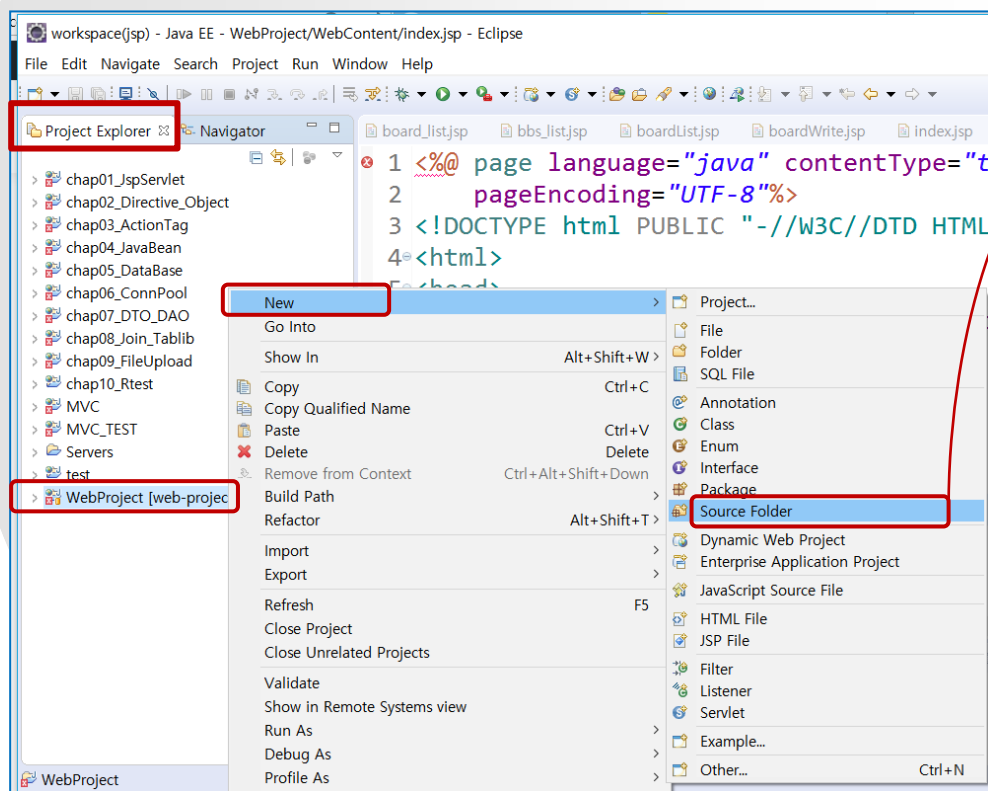 workspace(jsp) - Java EE - WebProject/WebContent/index.jsp - Eclipse
File Edit Navigate Search Project Run Window Help
Project Explorer Navigator
board_list.jsp bbs_list.jsp boardList.jsp boardWrite.jsp index.jsp
chap01_JspServlet
chap02_Directive_Object
chap03_ActionTag
chap04_JavaBean
chap05_DataBase
chap06_ConnPool
chap07_DTO_DAO
chap08_Join_Tablib
chap09_FileUpload
chap10_Rtest
MVC
MVC_TEST
Servers
test
WebProject [web-projec
WebProject
1 <%@ page language="java" contentType="t
2 pageEncoding="UTF-8"%>
3 <!DOCTYPE html PUBLIC "-//W3C//DTD HTML
4 <html>
5 <head>
New
Go Into
Show In Alt+Shift+W
Copy Ctrl+C
Copy Qualified Name
Paste Ctrl+V
Delete Delete
Remove from Context Ctrl+Alt+Shift+Down
Build Path
Refactor Alt+Shift+T
Import
Export
Refresh F5
Close Project
Close Unrelated Projects
Validate
Show in Remote Systems view
Run As
Debug As
Profile As
Project...
File
Folder
SQL File
Annotation
Class
Enum
Interface
Package
Source Folder
Dynamic Web Project
Enterprise Application Project
JavaScript Source File
HTML File
JSP File
Filter
Listener
Servlet
Example...
Other... Ctrl+N